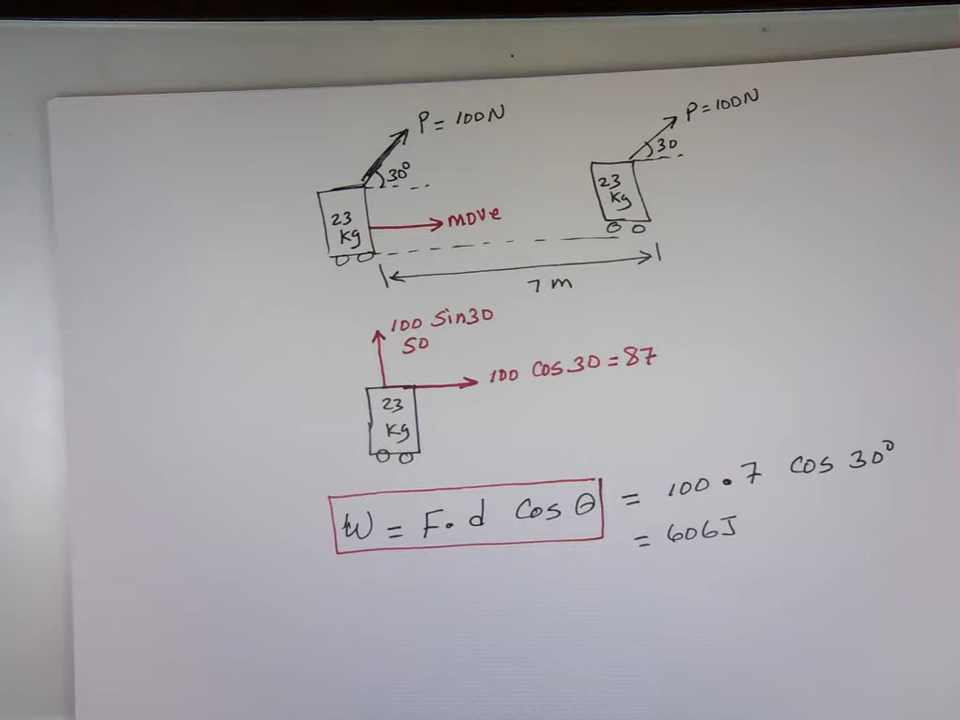 P = 100N
P = 100N
30°
30
23
kg
23
kg
move
7 m
100 Sin30
50
100 cos 30 = 87
23
kg
W = F. d Cos θ = 100 . 7 cos 30°
= 606J